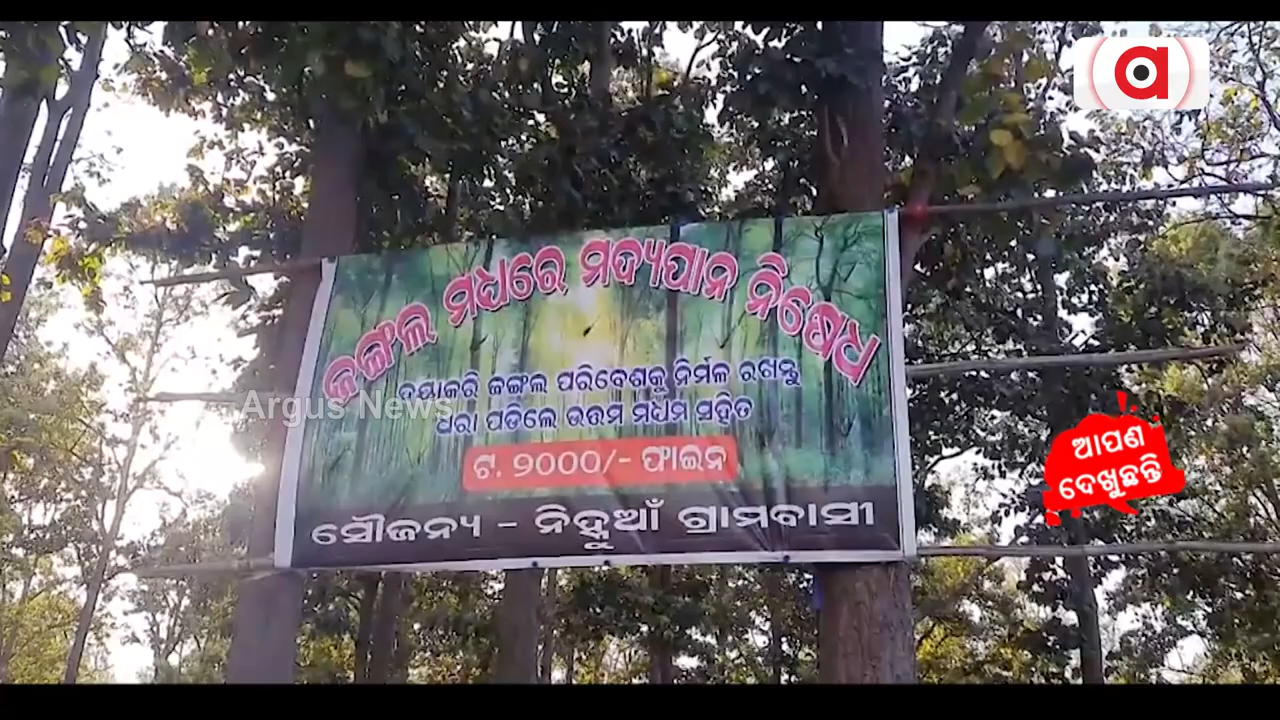 ଜଙ୍ଗଲ ମଧ୍ୟରେ ମଦ୍ୟପାନ ନିଷେଧ
ଦୟାକରି ଜଙ୍ଗଲ ପରିବେଶକୁ ନିର୍ମଳ ରଖନ୍ତୁ
ଧରା ପଡିଲେ ଉତ୍ତମ ମଧ୍ୟମ ସହିତ
ଟ. ୨୦୦୦/- ଫାଇନ
ସୌଜନ୍ୟ - ନିହ୍ନୁଆଁ ଗ୍ରାମବାସୀ
Argus News
a
ଆପଣ
ଦେଖୁଛନ୍ତି